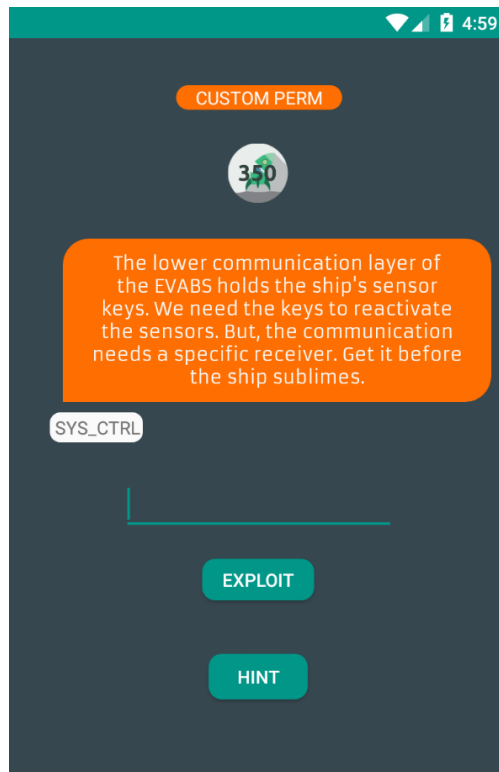 4:59
CUSTOM PERM
350
The lower communication layer of
the EVABS holds the ship's sensor
keys. We need the keys to reactivate
the sensors. But, the communication
needs a specific receiver. Get it before
the ship sublimes.
SYS_CTRL
EXPLOIT
HINT